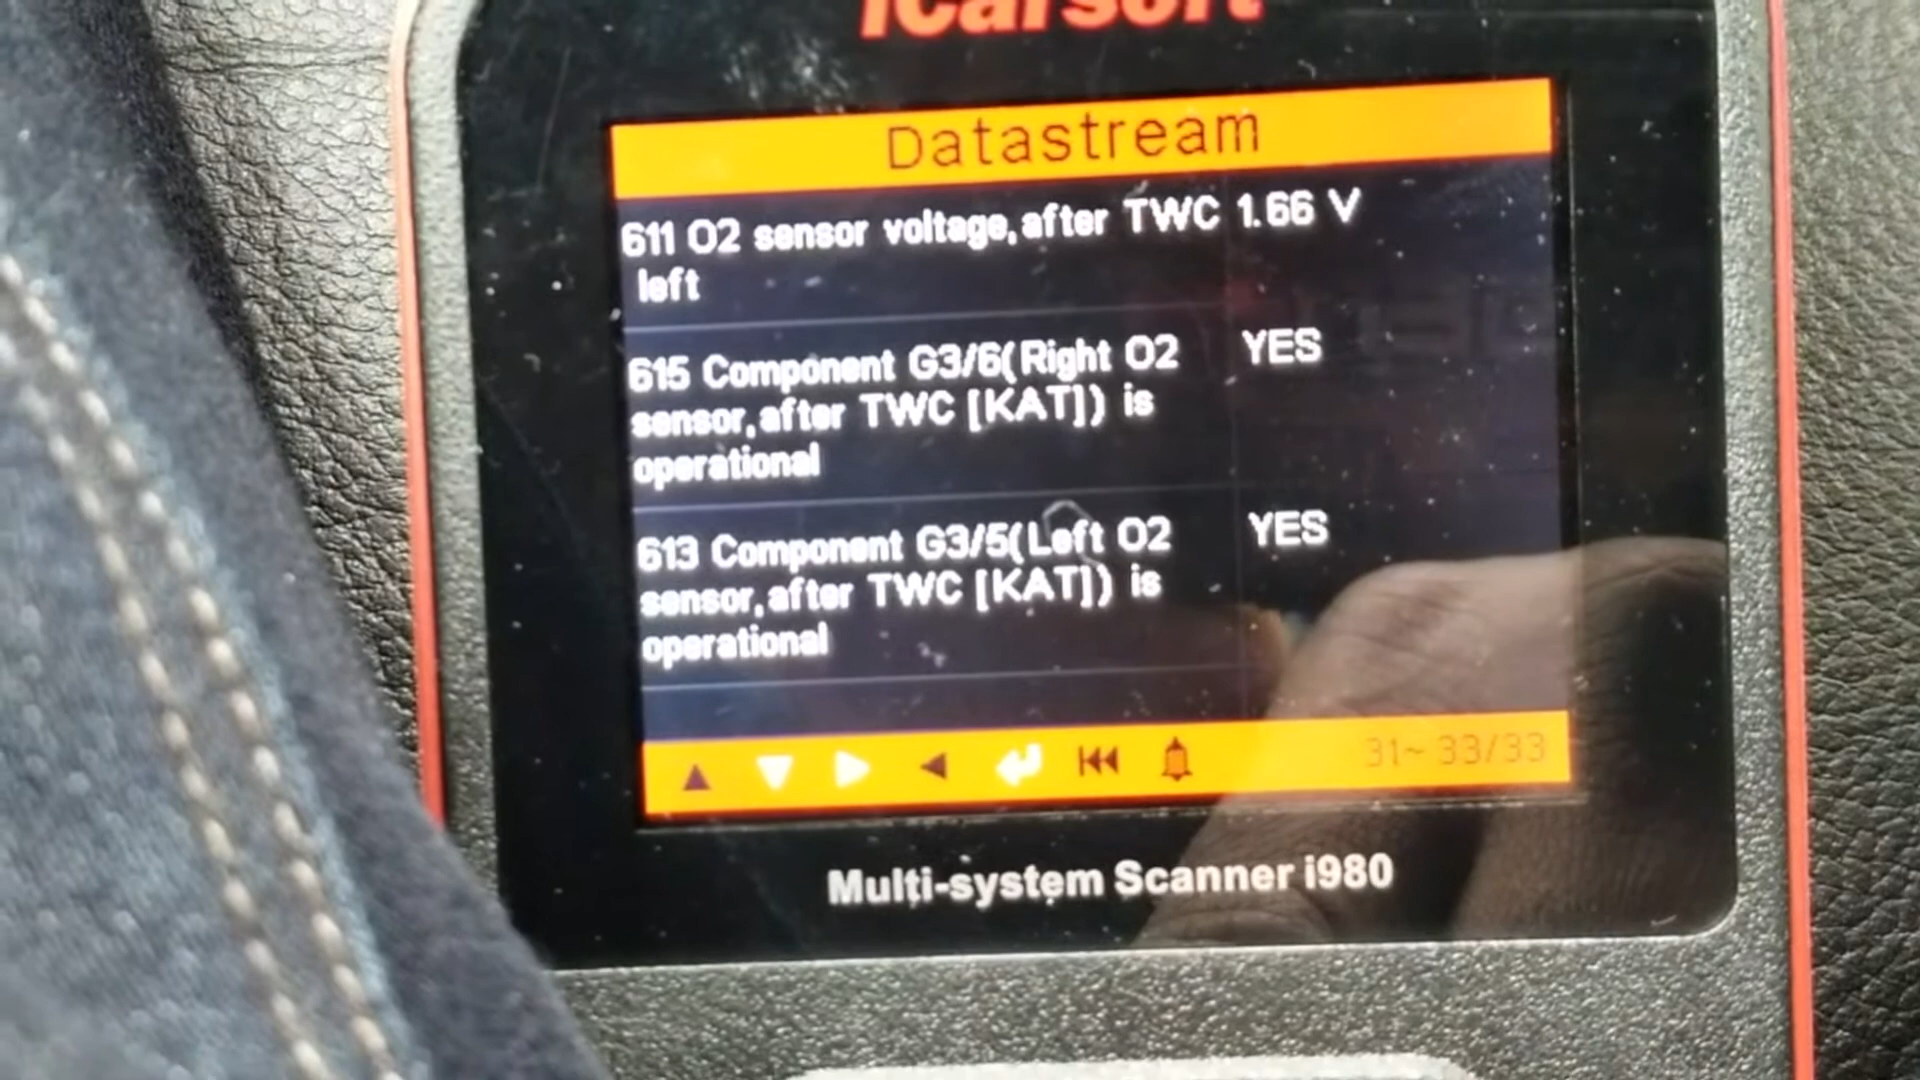 iCarsoft
Datastream
611 O2 sensor voltage,after TWC 1.66 V
left
615 Component G3/6(Right O2 YES
sensor,after TWC [KAT]) is
operational
613 Component G3/5(Left O2 YES
sensor,after TWC [KAT]) is
operational
31~ 33/33
Multi-system Scanner i980